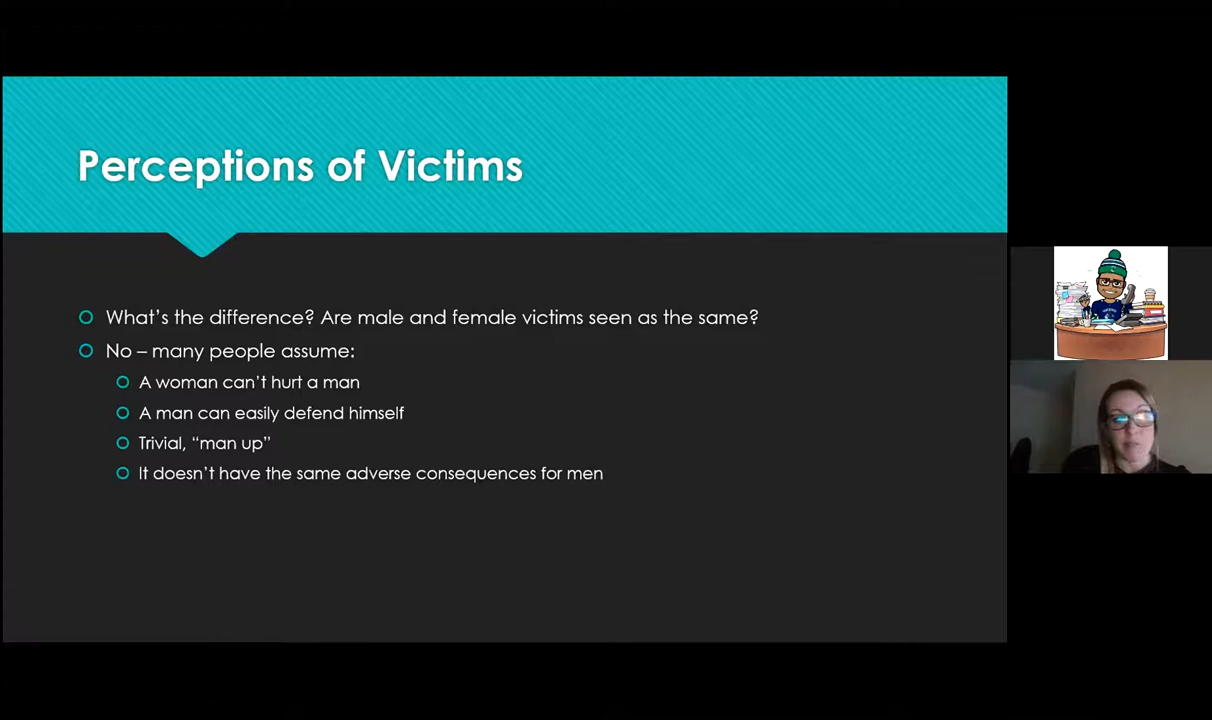 Perceptions of Victims
What’s the difference? Are male and female victims seen as the same?
No – many people assume:
A woman can’t hurt a man
A man can easily defend himself
Trivial, “man up”
It doesn’t have the same adverse consequences for men